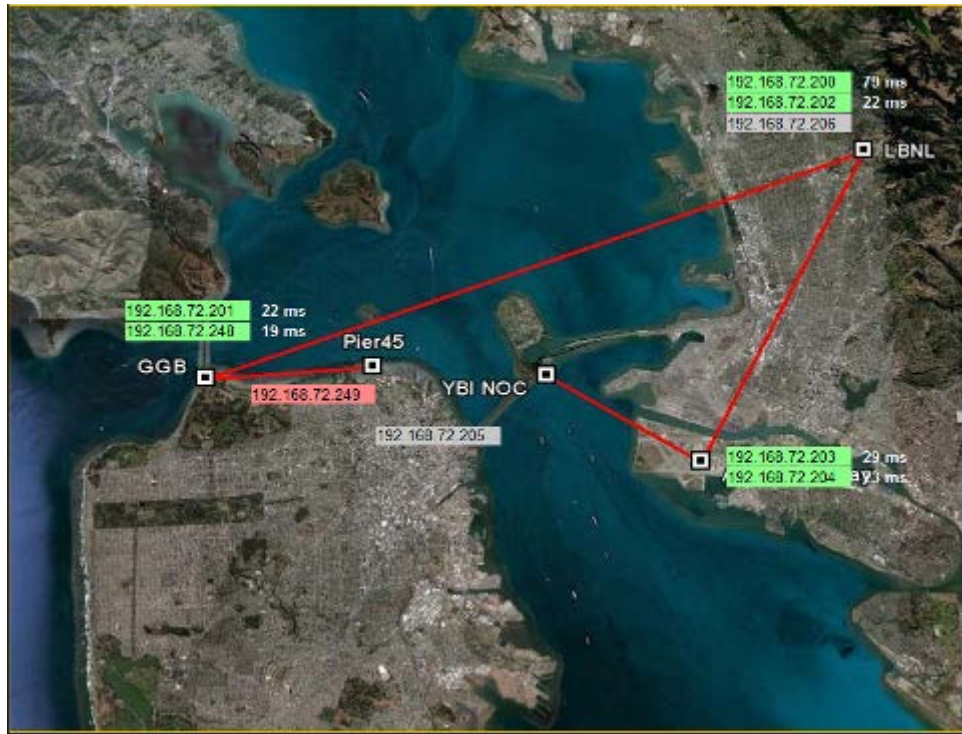 192.168.72.200 79 ms
192.168.72.202 22 ms
192.168.72.206
LBNL
192.168.72.201 22 ms
192.168.72.248 19 ms
Pier45
GGB
YBI NOC
192.168.72.249
192.168.72.205
192.168.72.203 29 ms
192.168.72.204 23 ms